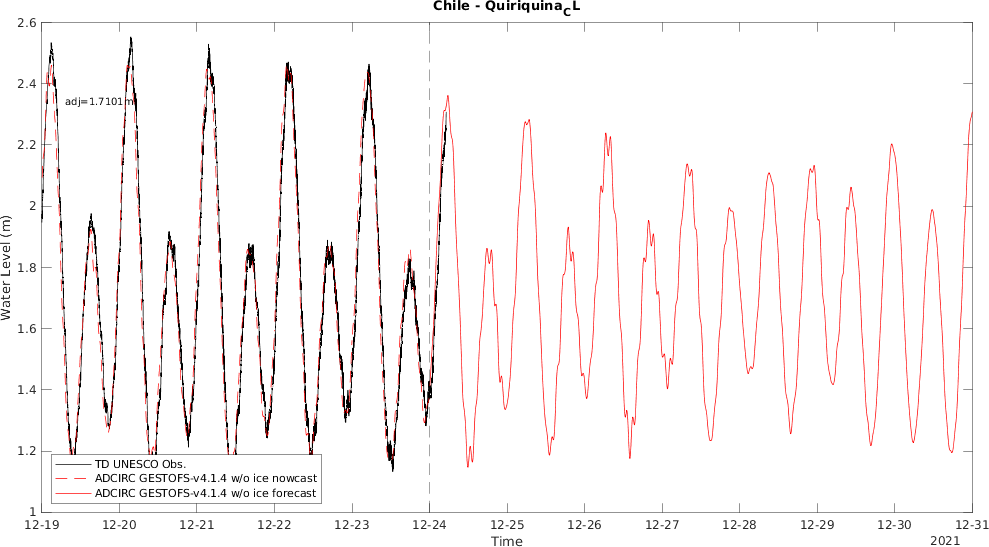 Chile - Quiriquina_CL
2.6
2.4
2.2
2
1.8
1.6
1.4
1.2
1
Water Level (m)
adj=1.7101m
TD UNESCO Obs.
ADCIRC GESTOFS-v4.1.4 w/o ice nowcast
ADCIRC GESTOFS-v4.1.4 w/o ice forecast
12-19 12-20 12-21 12-22 12-23 12-24 12-25 12-26 12-27 12-28 12-29 12-30 12-31
Time
2021